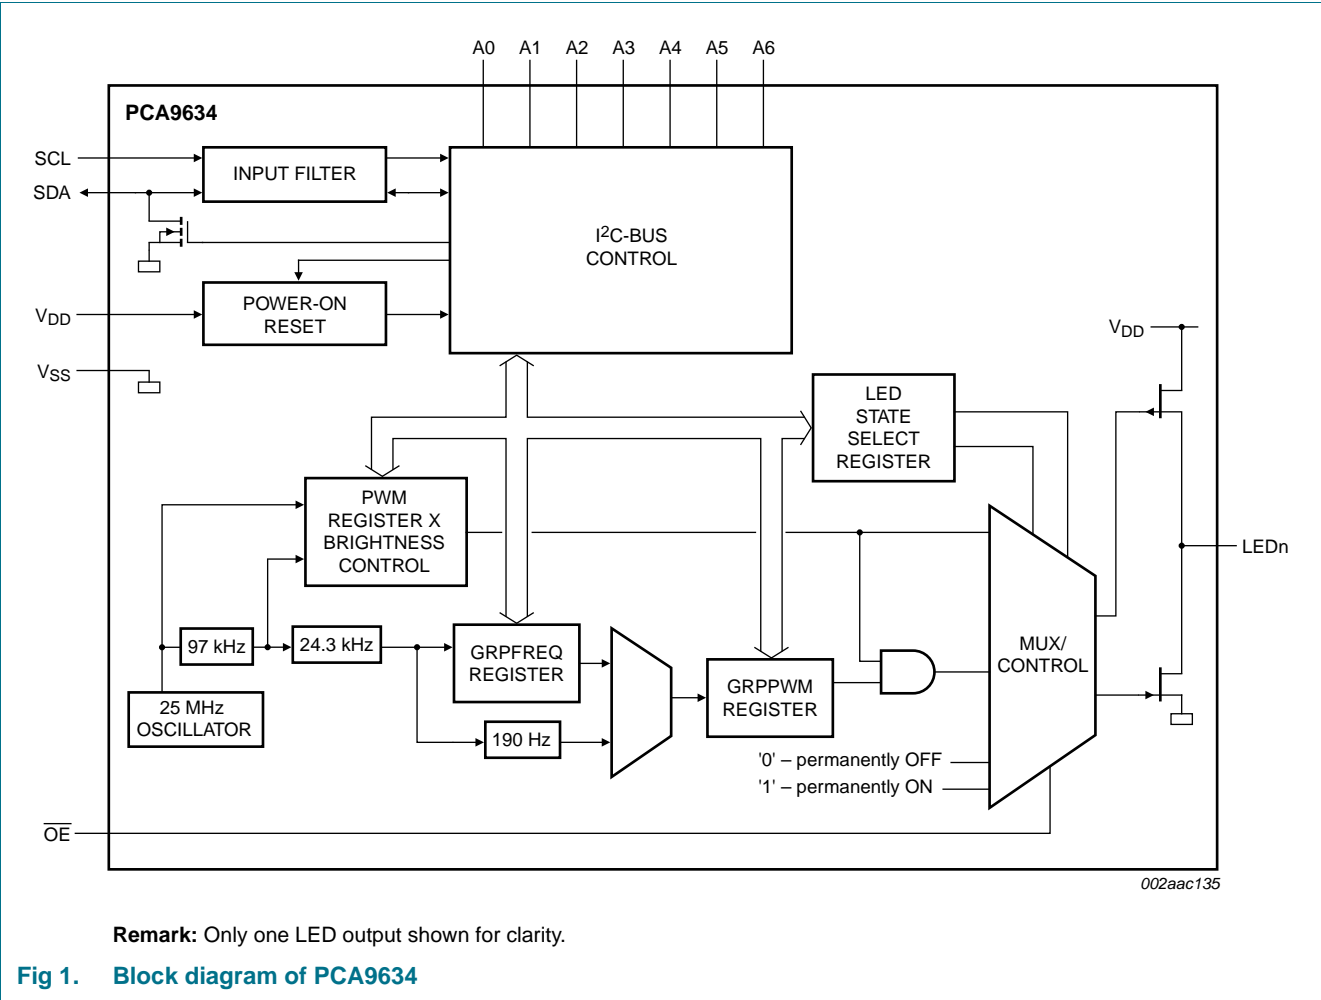 A0 A1 A2 A3 A4 A5 A6
PCA9634
SCL
INPUT FILTER
SDA
I2C-BUS
CONTROL
POWER-ON
RESET
VDD
VDD
VSS
LED
STATE
SELECT
REGISTER
PWM
REGISTER X
BRIGHTNESS
CONTROL
LEDn
97 kHz
24.3 kHz
GRPFREQ
REGISTER
MUX/
CONTROL
GRPPWM
REGISTER
25 MHz
OSCILLATOR
190 Hz
'0' – permanently OFF
'1' – permanently ON
OE
002aac135
Remark: Only one LED output shown for clarity.
Fig 1. Block diagram of PCA9634